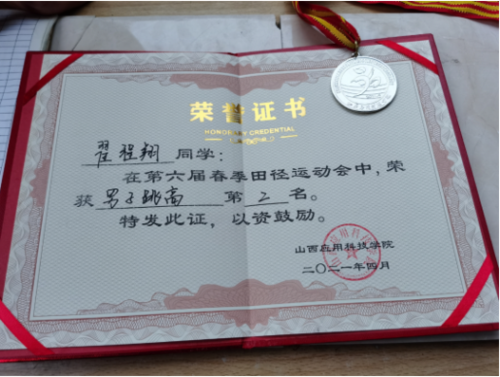 荣誉证书
HONORARY CREDENTIAL
翟程翔 同学：
在第六届春季田径运动会中，荣
获 男子跳高 第 2 名。
特发此证，以资鼓励。
山西应用科技学院
二〇二一年四月